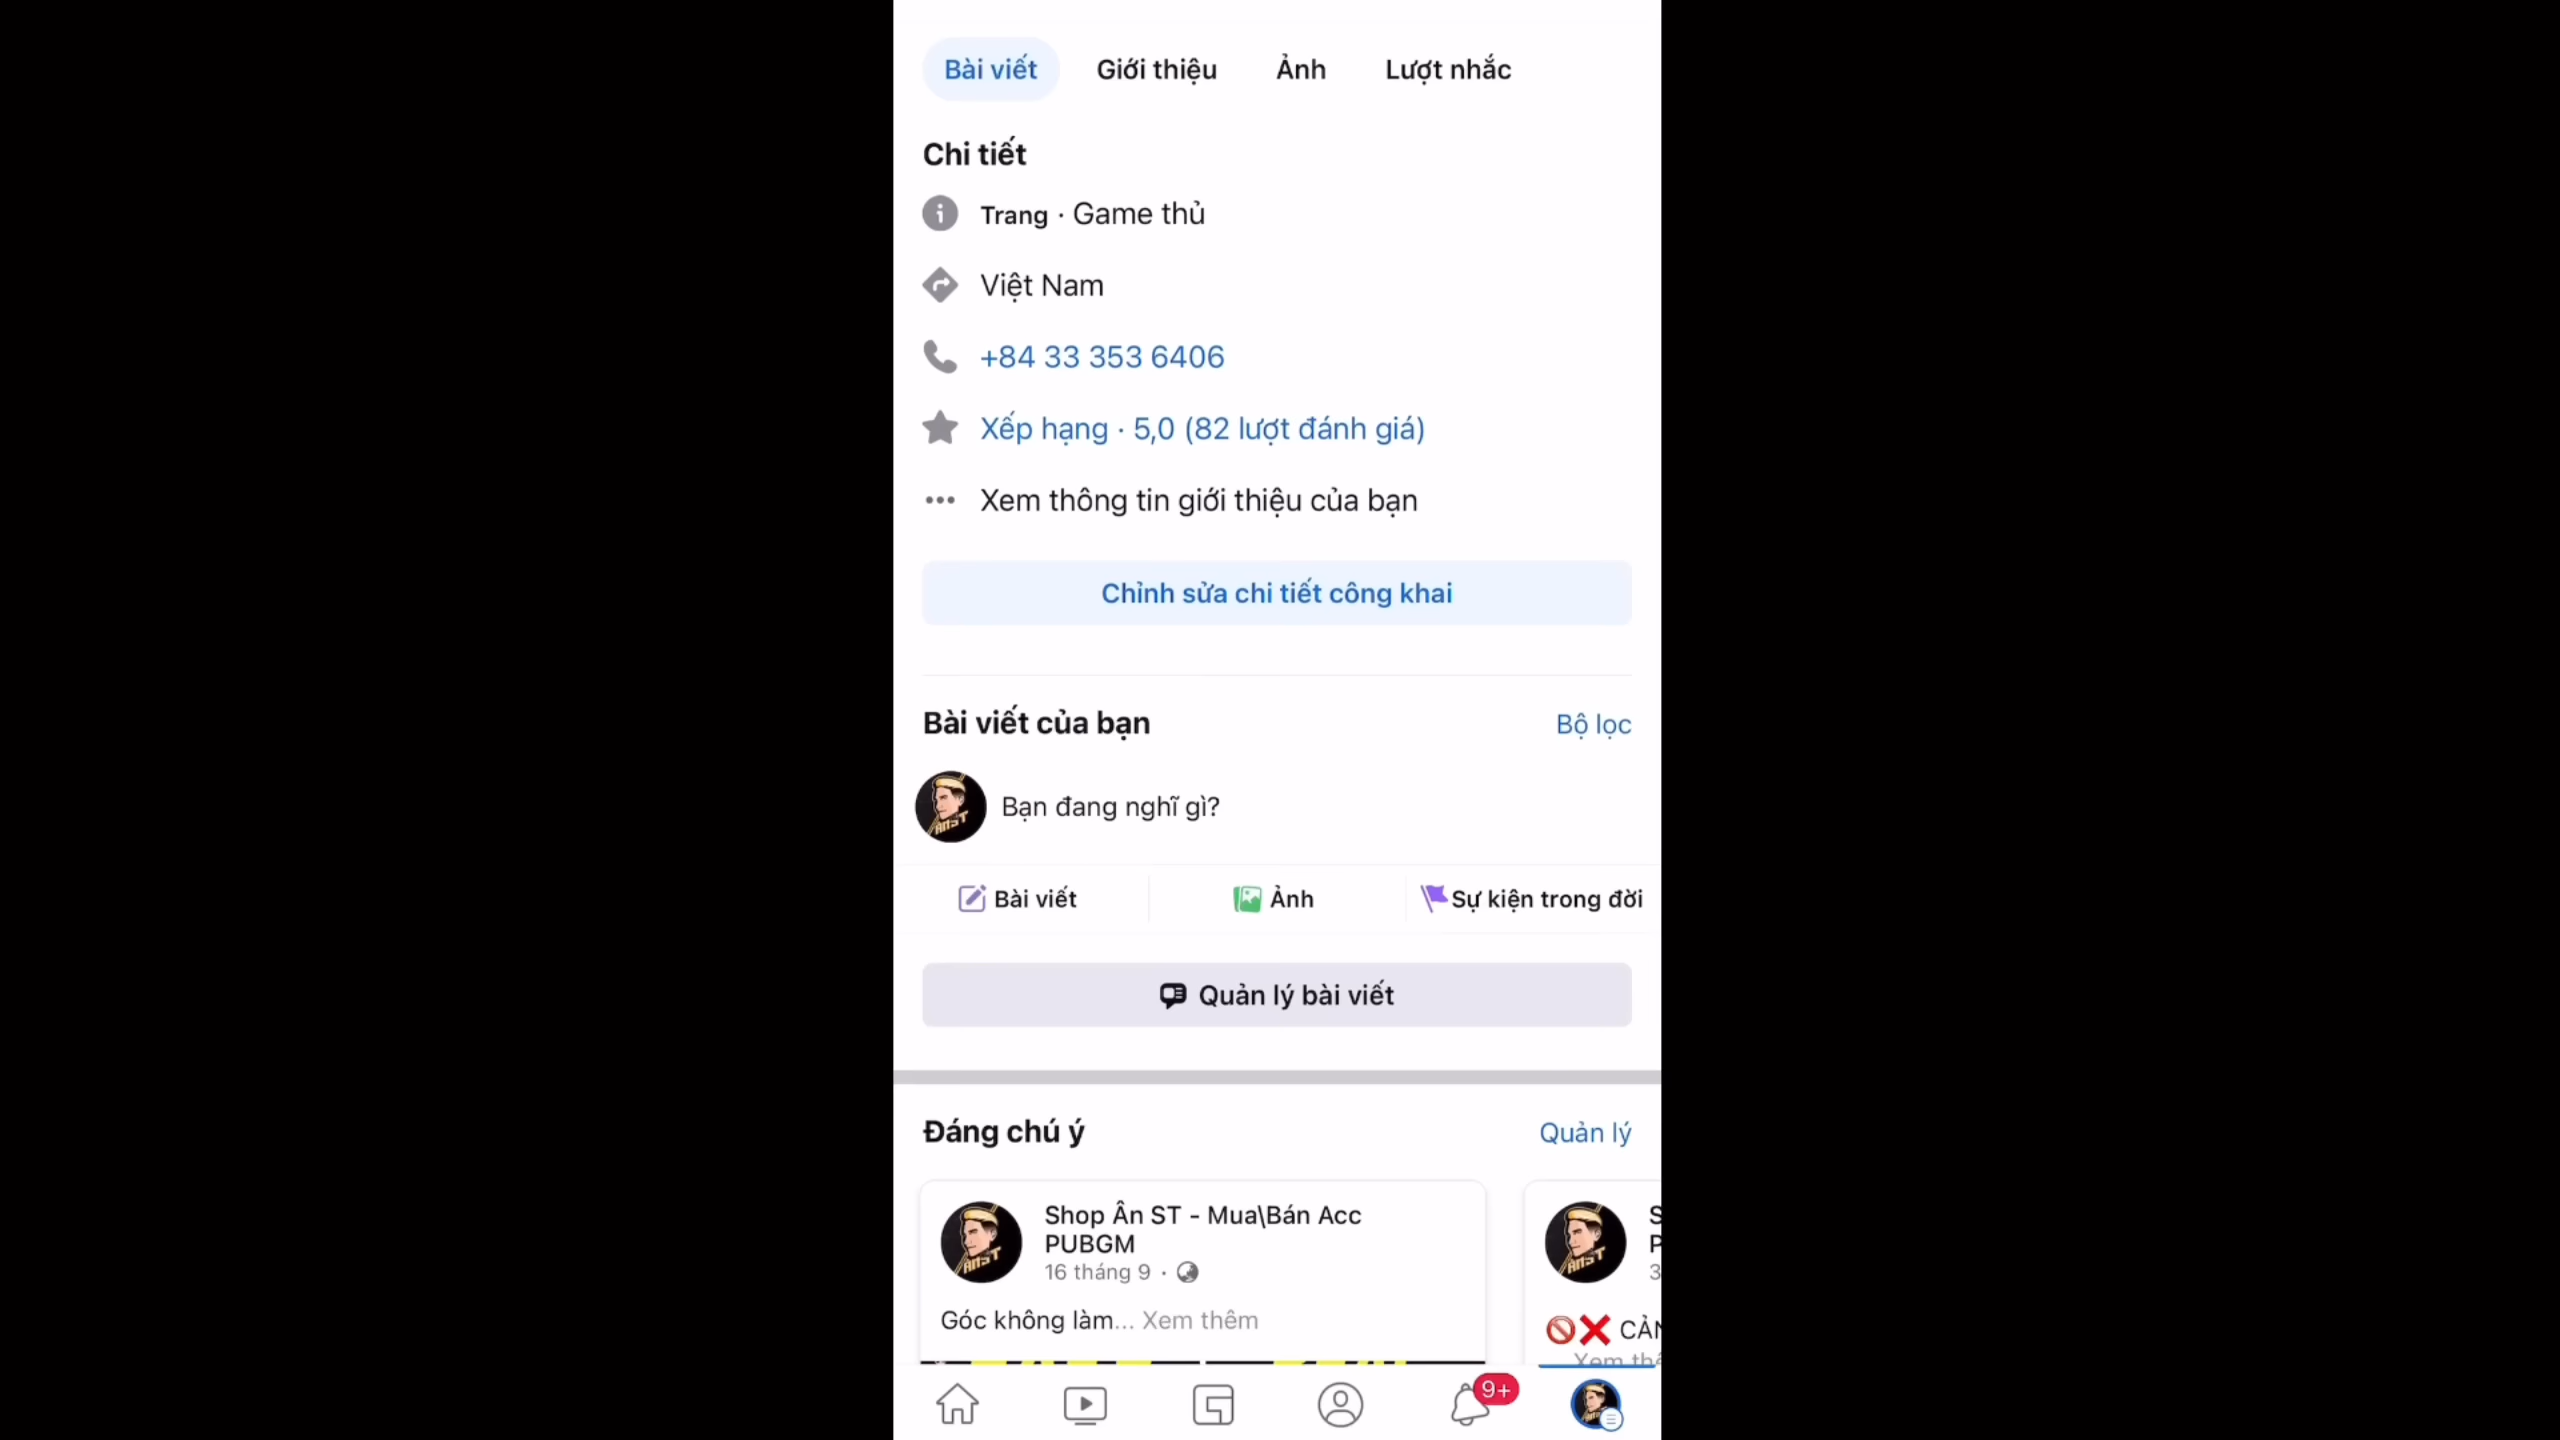 Bài viết Giới thiệu Ảnh Lượt nhắc
Chi tiết
Trang · Game thủ
Việt Nam
+84 33 353 6406
Xếp hạng · 5,0 (82 lượt đánh giá)
Xem thông tin giới thiệu của bạn
Chỉnh sửa chi tiết công khai
Bài viết của bạn
Bộ lọc
Bạn đang nghĩ gì?
Bài viết Ảnh Sự kiện trong đời
Quản lý bài viết
Đáng chú ý
Quản lý
Shop Ân ST - Mua\Bán Acc
PUBGM
16 tháng 9 ·
Góc không làm... Xem thêm
9+